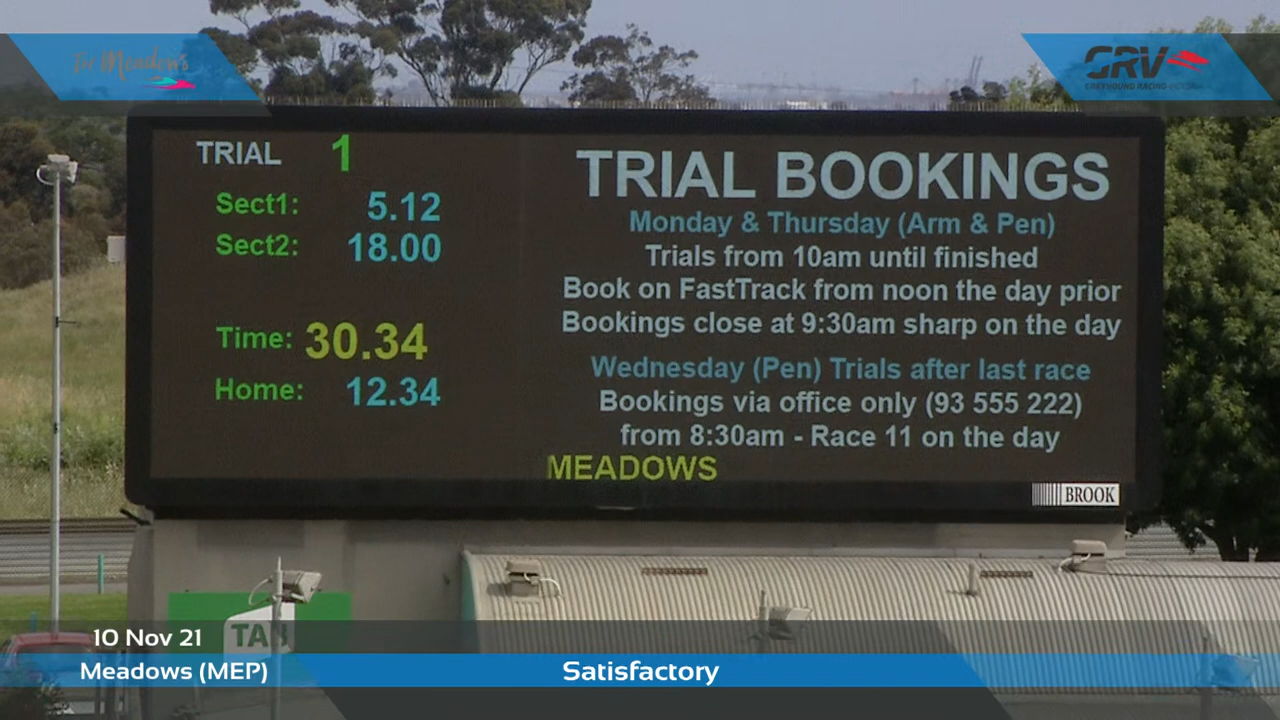 The Meadows
GRV
GREYHOUND RACING VICTORIA
TRIAL 1
Sect1: 5.12
Sect2: 18.00
Time: 30.34
Home: 12.34
TRIAL BOOKINGS
Monday & Thursday (Arm & Pen)
Trials from 10am until finished
Book on FastTrack from noon the day prior
Bookings close at 9:30am sharp on the day
Wednesday (Pen) Trials after last race
Bookings via office only (93 555 222)
from 8:30am - Race 11 on the day
MEADOWS
BROOK
TAB
10 Nov 21
Meadows (MEP)
Satisfactory